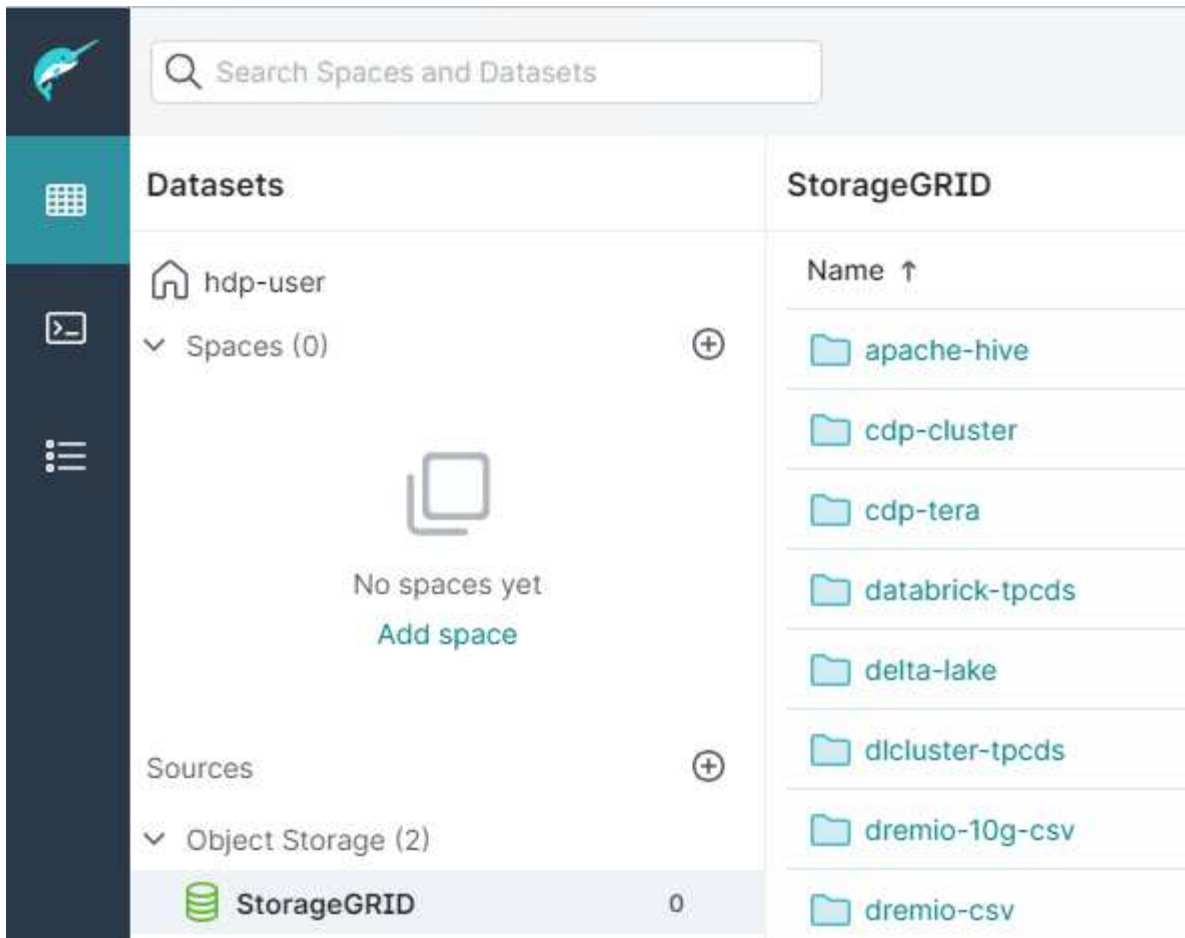 Search Spaces and Datasets
Datasets
hdp-user
Spaces (0)
No spaces yet
Add space
Sources
Object Storage (2)
StorageGRID 0
StorageGRID
Name ↑
apache-hive
cdp-cluster
cdp-tera
databrick-tpcds
delta-lake
dlcluster-tpcds
dremio-10g-csv
dremio-csv